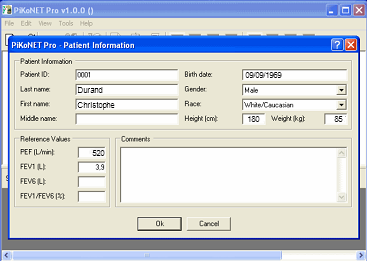 PiKoNET Pro v1.0.0 ()
File Edit View Tools Help
PiKoNET Pro - Patient Information
Patient Information
Patient ID: 0001 Birth date: 09/09/1969
Last name: Durand Gender: Male
First name: Christophe Race: White/Caucasian
Middle name: Height (cm): 180 Weight (kg): 85
Reference Values Comments
PEF (L/min): 520
FEV1 (L): 3,9
FEV6 (L):
FEV1/FEV6 (%):
Ok Cancel